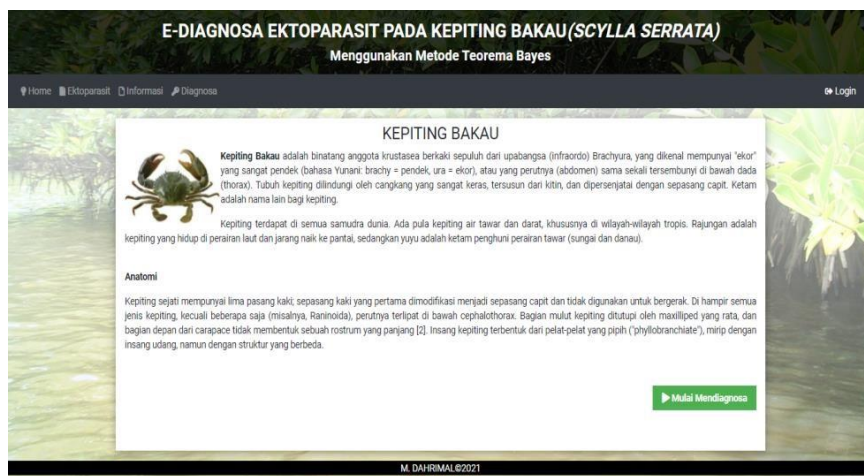 E-DIAGNOSA EKTOPARASIT PADA KEPITING BAKAU(SCYLLA SERRATA)
Menggunakan Metode Teorema Bayes
Home Ektoparasit Informasi Diagnosa
Login
KEPITING BAKAU
Kepiting Bakau adalah binatang anggota krustasea berkaki sepuluh dari upabangsa (infraordo) Brachyura, yang dikenal mempunyai "ekor"
yang sangat pendek (bahasa Yunani: brachy = pendek, ura = ekor), atau yang perutnya (abdomen) sama sekali tersembunyi di bawah dada
(thorax). Tubuh kepiting dilindungi oleh cangkang yang sangat keras, tersusun dari kitin, dan dipersenjatai dengan sepasang capit. Ketam
adalah nama lain bagi kepiting.
Kepiting terdapat di semua samudra dunia. Ada pula kepiting air tawar dan darat, khususnya di wilayah-wilayah tropis. Rajungan adalah
kepiting yang hidup di perairan laut dan jarang naik ke pantai, sedangkan yuyu adalah ketam penghuni perairan tawar (sungai dan danau).
Anatomi
Kepiting sejati mempunyai lima pasang kaki; sepasang kaki yang pertama dimodifikasi menjadi sepasang capit dan tidak digunakan untuk bergerak. Di hampir semua
jenis kepiting, kecuali beberapa saja (misalnya, Raninoida), perutnya terlipat di bawah cephalothorax. Bagian mulut kepiting ditutupi oleh maxilliped yang rata, dan
bagian depan dari carapace tidak membentuk sebuah rostrum yang panjang [2]. Insang kepiting terbentuk dari pelat-pelat yang pipih ("phyllobranchiate"), mirip dengan
insang udang, namun dengan struktur yang berbeda.
Mulai Mendiagnosa
M. DAHRIMAL©2021